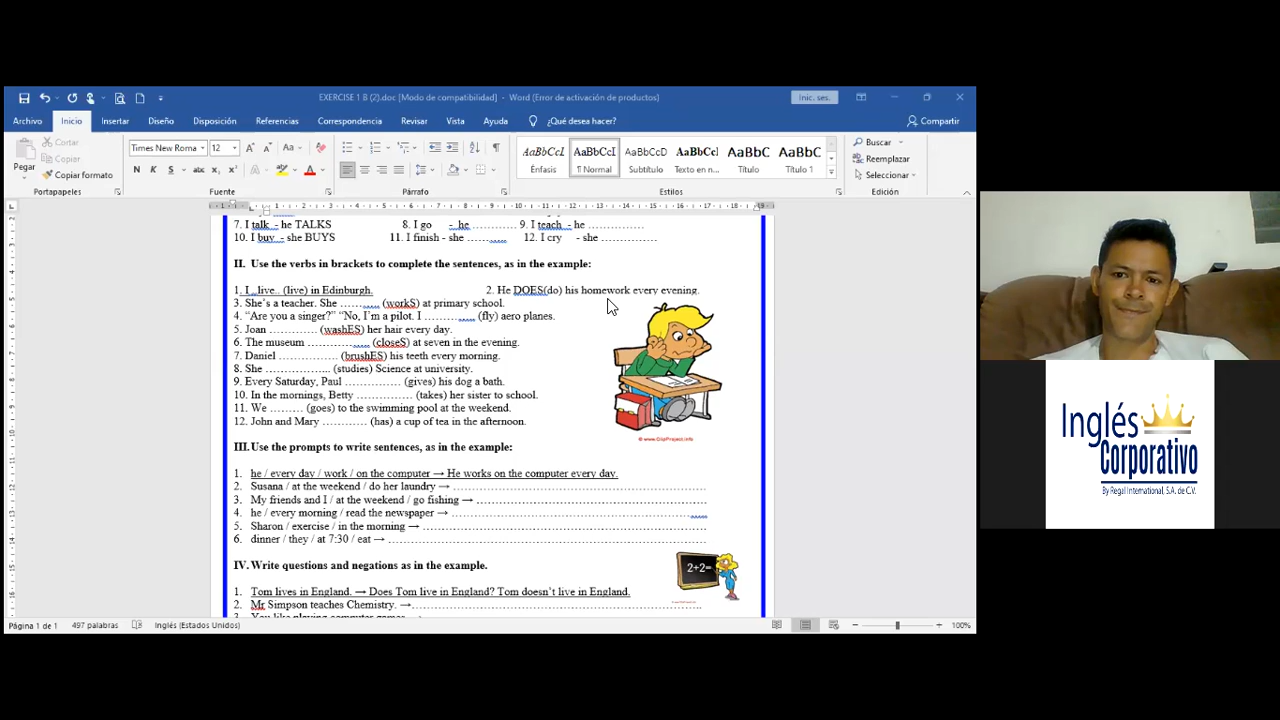 EXERCISE 1 B (2).doc [Modo de compatibilidad] - Word (Error de activación de productos)
Inic. ses.
Archivo Inicio Insertar Diseño Disposición Referencias Correspondencia Revisar Vista Ayuda ¿Qué desea hacer? Compartir
Pegar
Cortar
Copiar
Copiar formato
Portapapeles
Times New Roma 12
N K S
Fuente
Párrafo
AaBbCcL Énfasis
AaBbCcI ¶ Normal
AaBbCcD Subtítulo
AaBbCcI Texto en n...
AaBbC Título
AaBbC Título 1
Estilos
Buscar
Reemplazar
Seleccionar
Edición
7. I talk - he TALKS 8. I go - he ............ 9. I teach - he ...............
10. I buy - she BUYS 11. I finish - she ........... 12. I cry - she ...............
II. Use the verbs in brackets to complete the sentences, as in the example:
1. I ..live.. (live) in Edinburgh. 2. He DOES(do) his homework every evening.
3. She's a teacher. She ........... (workS) at primary school.
4. “Are you a singer?” “No, I'm a pilot. I .............. (fly) aero planes.
5. Joan ............. (washES) her hair every day.
6. The museum .................. (closeS) at seven in the evening.
7. Daniel ................ (brushES) his teeth every morning.
8. She .................. (studies) Science at university.
9. Every Saturday, Paul ............... (gives) his dog a bath.
10. In the mornings, Betty ............... (takes) her sister to school.
11. We ......... (goes) to the swimming pool at the weekend.
12. John and Mary ............ (has) a cup of tea in the afternoon.
© www.ClipProject.info
III. Use the prompts to write sentences, as in the example:
1. he / every day / work / on the computer → He works on the computer every day.
2. Susana / at the weekend / do her laundry → ..................................................
3. My friends and I / at the weekend / go fishing → ..................................................
4. he / every morning / read the newspaper → ..................................................
5. Sharon / exercise / in the morning → ..................................................
6. dinner / they / at 7:30 / eat → ..................................................
IV. Write questions and negations as in the example.
2+2=
1. Tom lives in England. → Does Tom live in England? Tom doesn't live in England.
2. Mr Simpson teaches Chemistry. → ..................................................
3. You like playing computer games.
Página 1 de 1 497 palabras Inglés (Estados Unidos) 100%
Inglés
Corporativo
By Regal International, S.A. de C.V.